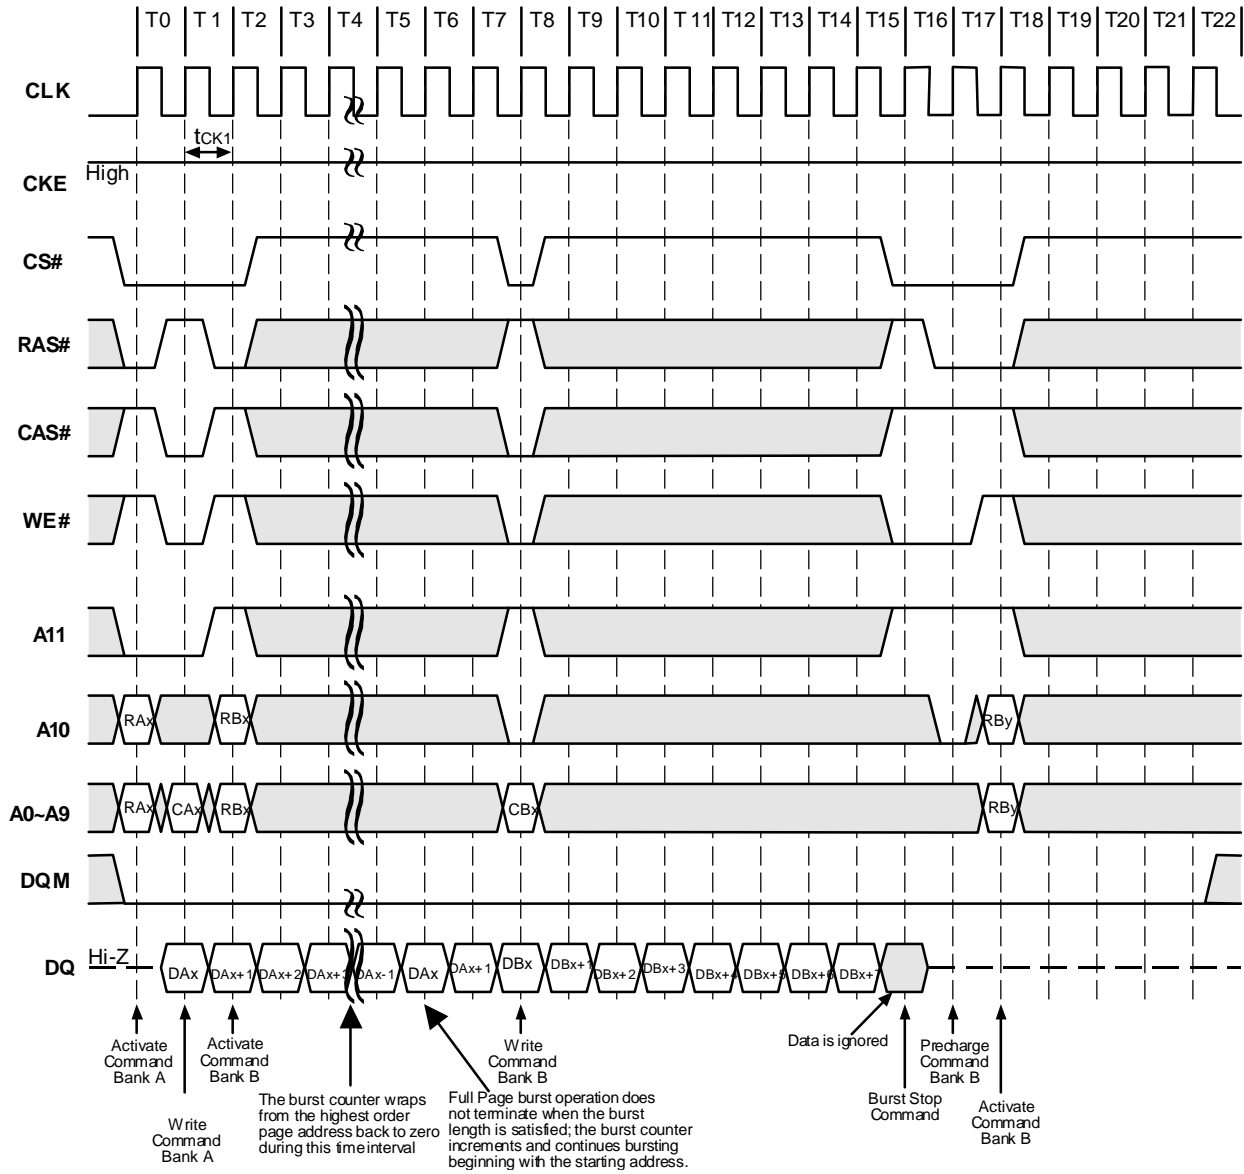 T0 T1 T2 T3 T4 T5 T6 T7 T8 T9 T10 T11 T12 T13 T14 T15 T16 T17 T18 T19 T20 T21 T22
CLK
tCK1
High
CKE
CS#
RAS#
CAS#
WE#
A11
A10
RAx RBx RBy
A0~A9
RAx CAx RBx CBx RBy
DQM
Hi-Z
DQ
DAx DAx+1 DAx+2 DAx+3 DAx-1 DAx DAx+1 DBx DBx+1 DBx+2 DBx+3 DBx+4 DBx+5 DBx+6 DBx+7
Activate
Command
Bank A
Write
Command
Bank A
Activate
Command
Bank B
The burst counter wraps
from the highest order
page address back to zero
during this time interval
Full Page burst operation does
not terminate when the burst
length is satisfied; the burst counter
increments and continues bursting
beginning with the starting address.
Write
Command
Bank B
Data is ignored
Burst Stop
Command
Precharge
Command
Bank B
Activate
Command
Bank B